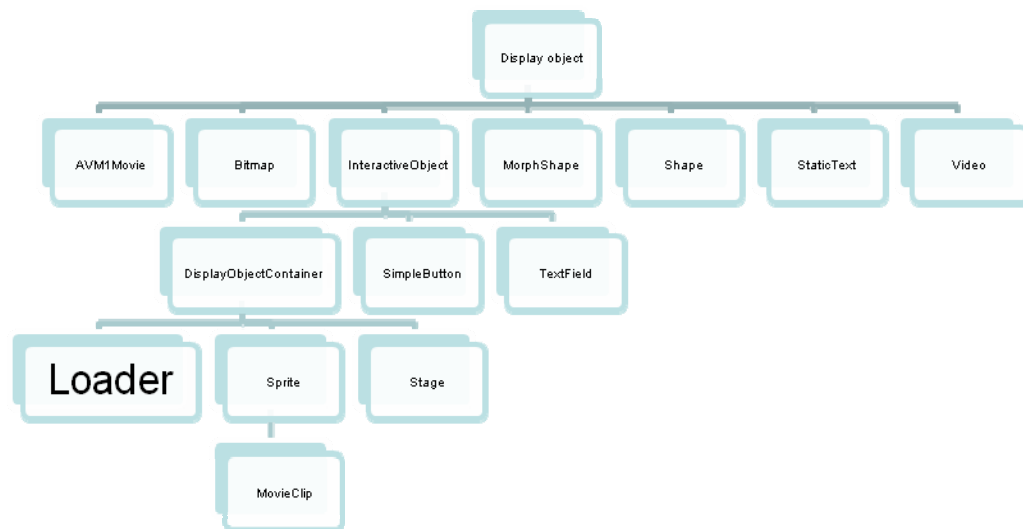 Display object
AVM1Movie
Bitmap
InteractiveObject
MorphShape
Shape
StaticText
Video
DisplayObjectContainer
SimpleButton
TextField
Loader
Sprite
Stage
MovieClip